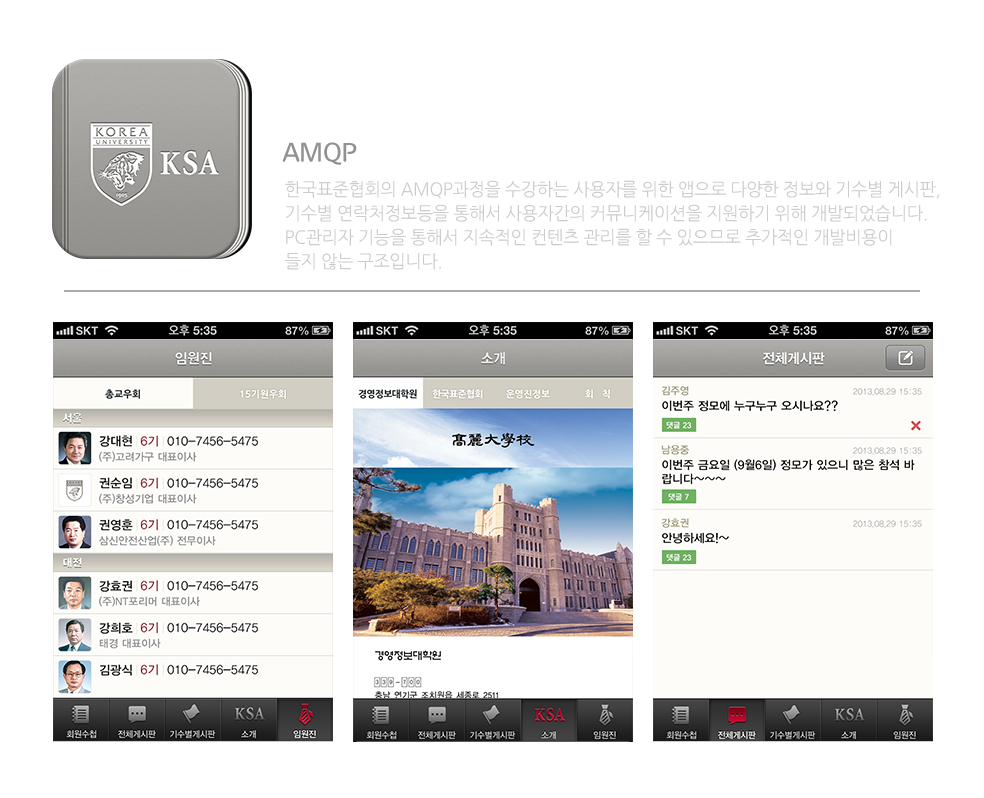 KOREA
UNIVERSITY
KSA
1905
AMQP
한국표준협회의 AMQP과정을 수강하는 사용자를 위한 앱으로 다양한 정보와 기수별 게시판,
기수별 연락처정보등을 통해서 사용자간의 커뮤니케이션을 지원하기 위해 개발되었습니다.
PC관리자 기능을 통해서 지속적인 컨텐츠 관리를 할 수 있으므로 추가적인 개발비용이
들지 않는 구조입니다.
SKT 오후 5:35 87%
임원진
총교우회 15기원우회
서울
강대현 6기 010-7456-5475
(주)고려가구 대표이사
권순임 6기 010-7456-5475
(주)창성기업 대표이사
권영훈 6기 010-7456-5475
삼신안전산업(주) 전무이사
대전
강효권 6기 010-7456-5475
(주)NT포리머 대표이사
강희호 6기 010-7456-5475
태경 대표이사
김광식 6기 010-7456-5475
KSA
회원수첩 전체게시판 기수별게시판 소개 임원진
SKT 오후 5:35 87%
소개
경영정보대학원 한국표준협회 운영진정보 회 칙
高麗大學校
경영정보대학원
339-700
충남 연기군 조치원읍 세종로 2511
KSA
회원수첩 전체게시판 기수별게시판 소개 임원진
SKT 오후 5:35 87%
전체게시판
김주영 2013.08.29 15:35
이번주 정모에 누구누구 오시나요??
댓글 23
남용중 2013.08.29 15:35
이번주 금요일 (9월6일) 정모가 있으니 많은 참석 바
랍니다~~~
댓글 7
강효권 2013.08.29 15:35
안녕하세요!~
댓글 23
KSA
회원수첩 전체게시판 기수별게시판 소개 임원진